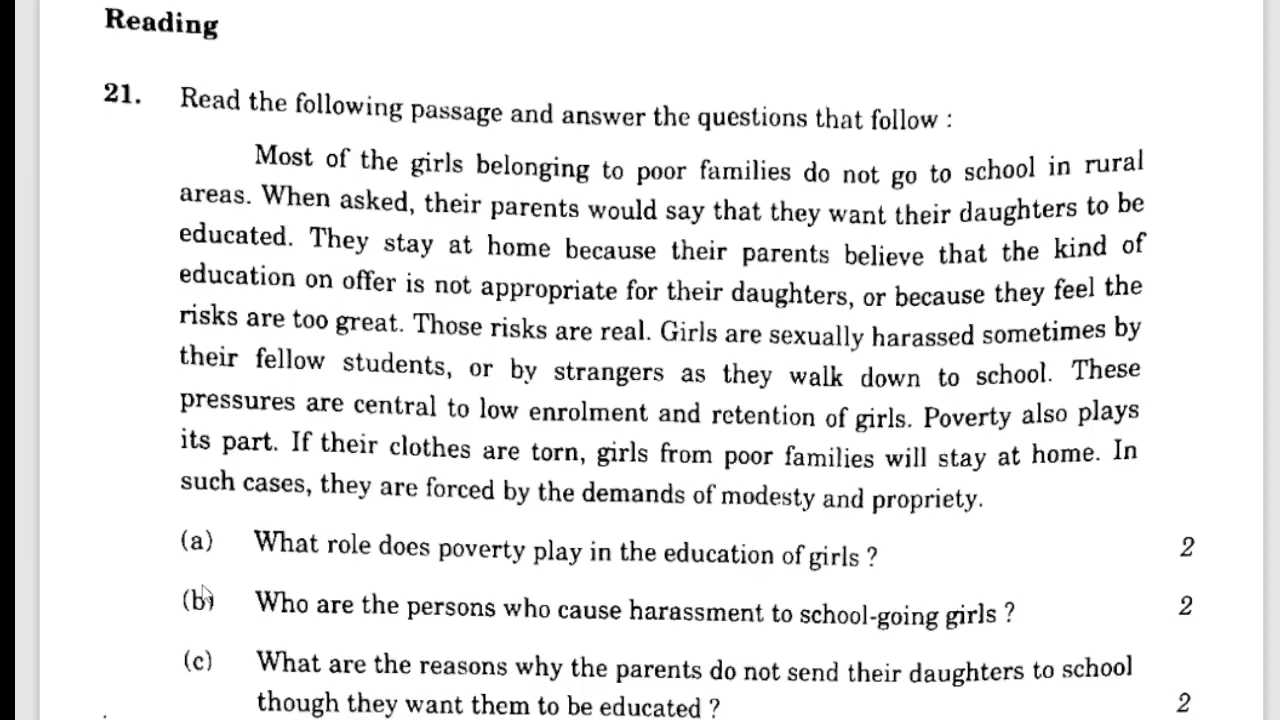 Reading
21. Read the following passage and answer the questions that follow :
Most of the girls belonging to poor families do not go to school in rural
areas. When asked, their parents would say that they want their daughters to be
educated. They stay at home because their parents believe that the kind of
education on offer is not appropriate for their daughters, or because they feel the
risks are too great. Those risks are real. Girls are sexually harassed sometimes by
their fellow students, or by strangers as they walk down to school. These
pressures are central to low enrolment and retention of girls. Poverty also plays
its part. If their clothes are torn, girls from poor families will stay at home. In
such cases, they are forced by the demands of modesty and propriety.
(a) What role does poverty play in the education of girls ? 2
(b) Who are the persons who cause harassment to school-going girls ? 2
(c) What are the reasons why the parents do not send their daughters to school
though they want them to be educated ? 2